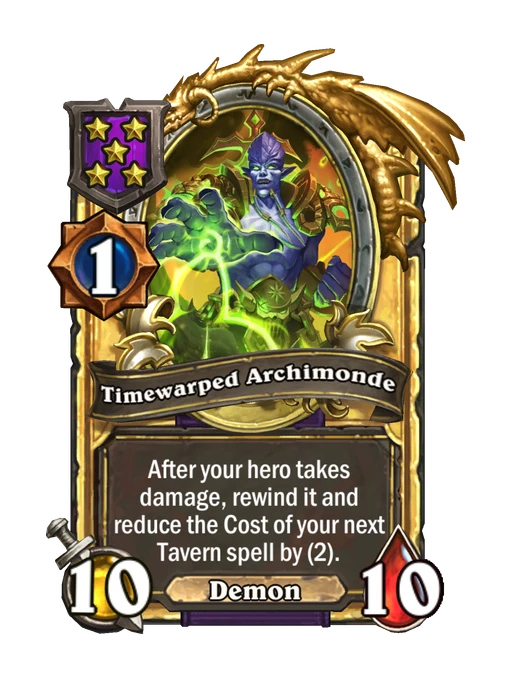 1
Timewarped Archimonde
After your hero takes
damage, rewind it and
reduce the Cost of your next
Tavern spell by (2).
10
Demon
10